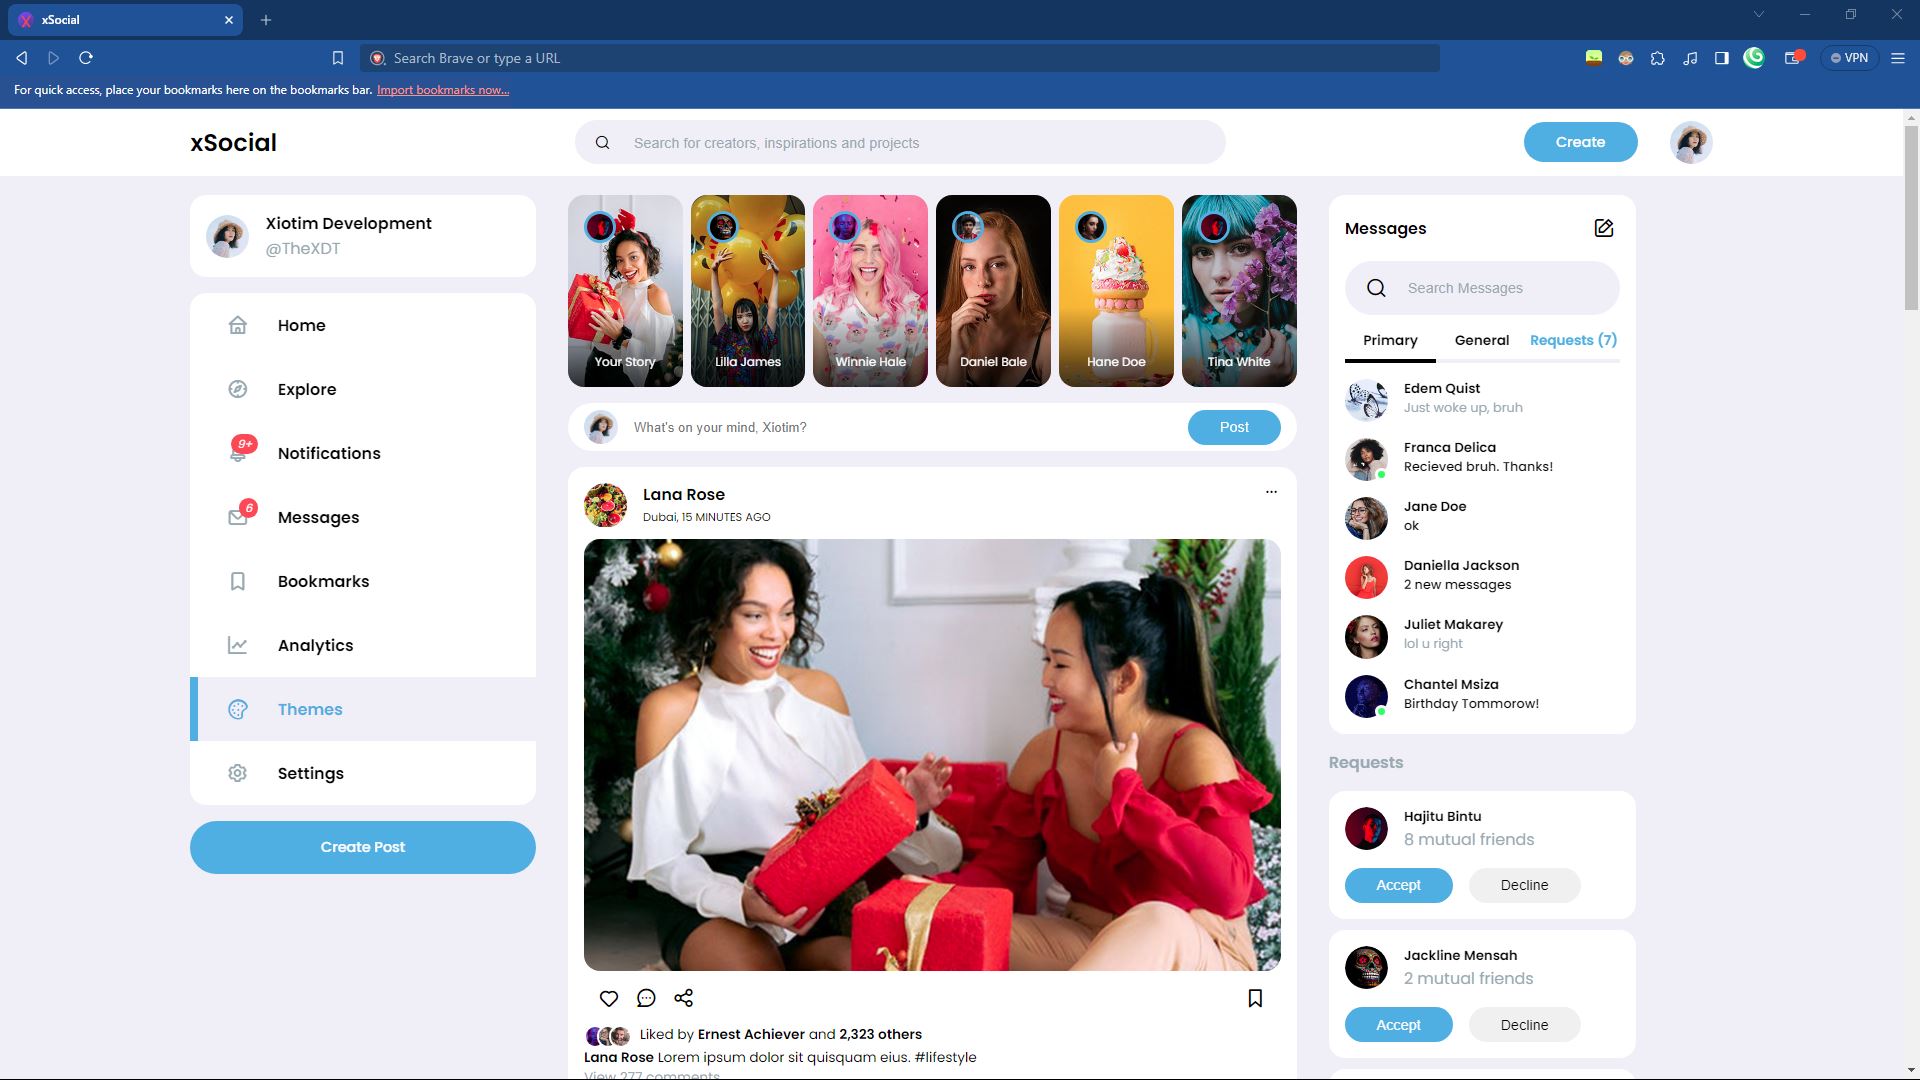 xSocial
Search Brave or type a URL
VPN
For quick access, place your bookmarks here on the bookmarks bar. Import bookmarks now...
xSocial
Search for creators, inspirations and projects
Create
Xiotim Development
@TheXDT
Home
Explore
9+
Notifications
6
Messages
Bookmarks
Analytics
Themes
Settings
Create Post
Your Story
Lilla James
Winnie Hale
Daniel Bale
Hane Doe
Tina White
What's on your mind, Xiotim?
Post
Lana Rose
Dubai, 15 MINUTES AGO
Liked by Ernest Achiever and 2,323 others
Lana Rose Lorem ipsum dolor sit quisquam eius. #lifestyle
View 277 comments
Messages
Search Messages
Primary
General
Requests (7)
Edem Quist
Just woke up, bruh
Franca Delica
Recieved bruh. Thanks!
Jane Doe
ok
Daniella Jackson
2 new messages
Juliet Makarey
lol u right
Chantel Msiza
Birthday Tommorow!
Requests
Hajitu Bintu
8 mutual friends
Accept
Decline
Jackline Mensah
2 mutual friends
Accept
Decline